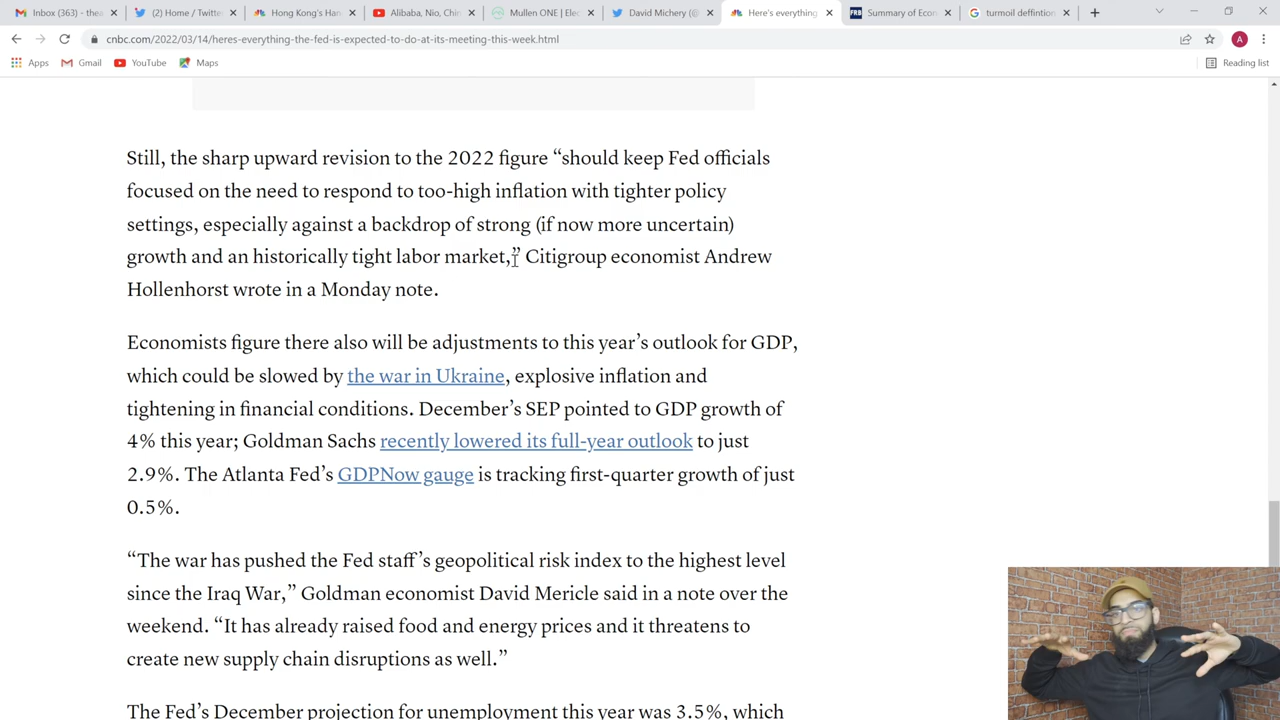 Inbox (363) - thea
(2) Home / Twitter
Hong Kong's Han
Alibaba, Nio, Chin
Mullen ONE | Elec
David Michery (@
Here's everything
FRB
Summary of Econ
turmoil deffintion
cnbc.com/2022/03/14/heres-everything-the-fed-is-expected-to-do-at-its-meeting-this-week.html
A
Apps
Gmail
YouTube
Maps
Reading list
Still, the sharp upward revision to the 2022 figure “should keep Fed officials
focused on the need to respond to too-high inflation with tighter policy
settings, especially against a backdrop of strong (if now more uncertain)
growth and an historically tight labor market,” Citigroup economist Andrew
Hollenhorst wrote in a Monday note.
Economists figure there also will be adjustments to this year’s outlook for GDP,
which could be slowed by the war in Ukraine, explosive inflation and
tightening in financial conditions. December’s SEP pointed to GDP growth of
4% this year; Goldman Sachs recently lowered its full-year outlook to just
2.9%. The Atlanta Fed’s GDPNow gauge is tracking first-quarter growth of just
0.5%.
“The war has pushed the Fed staff’s geopolitical risk index to the highest level
since the Iraq War,” Goldman economist David Mericle said in a note over the
weekend. “It has already raised food and energy prices and it threatens to
create new supply chain disruptions as well.”
The Fed’s December projection for unemployment this year was 3.5%, which